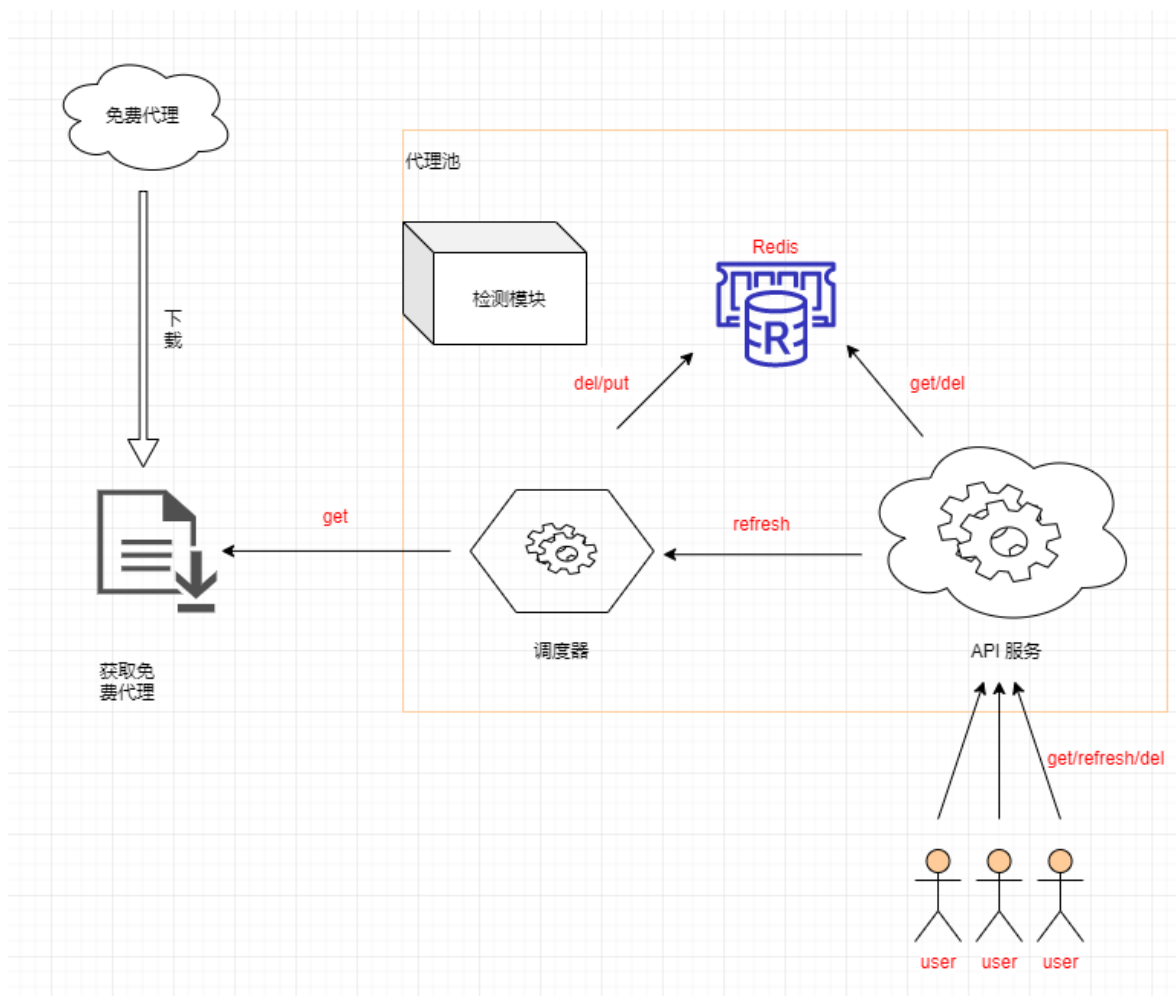 免费代理
代理池
Redis
检测模块
下
载
del/put
get/del
get
refresh
调度器
API 服务
获取免
费代理
get/refresh/del
user
user
user